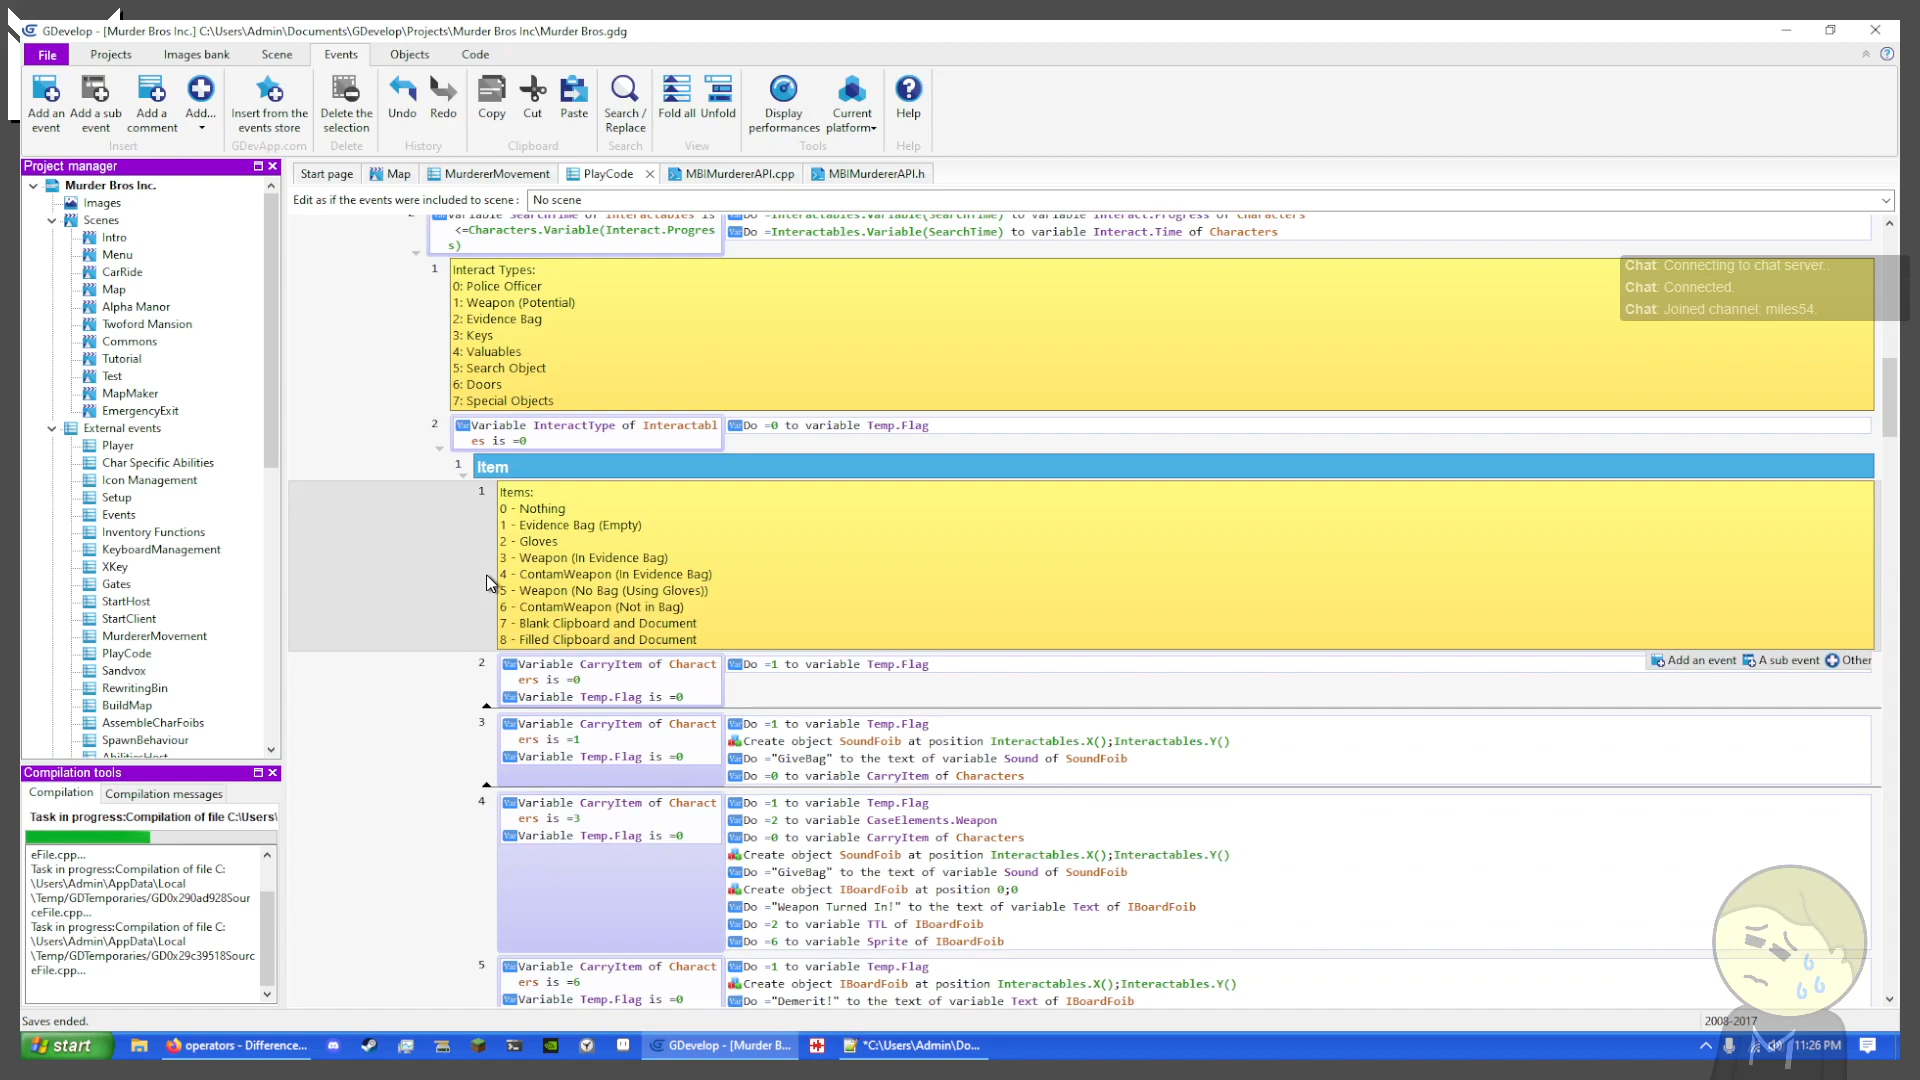 GDevelop - [Murder Bros Inc.] C:\Users\Admin\Documents\GDevelop\Projects\Murder Bros Inc\Murder Bros.gdg
File Projects Images bank Scene Events Objects Code
Add an event
Add a sub event
Add a comment
Add...
Insert from the events store
Delete the selection
Undo
Redo
Copy
Cut
Paste
Search / Replace
Fold all
Unfold
Display performances
Current platform
Help
Insert GDevApp.com Delete History Clipboard Search View Tools Help
Project manager
Murder Bros Inc.
Images
Scenes
Intro
Menu
CarRide
Map
Alpha Manor
Twoford Mansion
Commons
Tutorial
Test
MapMaker
EmergencyExit
External events
Player
Char Specific Abilities
Icon Management
Setup
Events
Inventory Functions
KeyboardManagement
XKey
Gates
StartHost
StartClient
MurdererMovement
PlayCode
Sandvox
RewritingBin
BuildMap
AssembleCharFoibs
SpawnBehaviour
AbilitiesHost
Compilation tools
Compilation Compilation messages
Task in progress:Compilation of file C:\Users\
eFile.cpp...
Task in progress:Compilation of file C:
\Users\Admin\AppData\Local
\Temp/GDTemporaries/GD0x290ad928Sour
ceFile.cpp...
Task in progress:Compilation of file C:
\Users\Admin\AppData\Local
\Temp/GDTemporaries/GD0x29c39518Sourc
eFile.cpp...
Saves ended.
Start page Map MurdererMovement PlayCode MBIMurdererAPI.cpp MBIMurdererAPI.h
Edit as if the events were included to scene : No scene
Variable SearchTime of Interactables is
<=Characters.Variable(Interact.Progres
s)
Do =Interactables.Variable(SearchTime) to variable Interact.Progress of Characters
Do =Interactables.Variable(SearchTime) to variable Interact.Time of Characters
1
Interact Types:
0: Police Officer
1: Weapon (Potential)
2: Evidence Bag
3: Keys
4: Valuables
5: Search Object
6: Doors
7: Special Objects
2
Variable InteractType of Interactabl
es is =0
Do =0 to variable Temp.Flag
1 Item
1
Items:
0 - Nothing
1 - Evidence Bag (Empty)
2 - Gloves
3 - Weapon (In Evidence Bag)
4 - ContamWeapon (In Evidence Bag)
5 - Weapon (No Bag (Using Gloves))
6 - ContamWeapon (Not in Bag)
7 - Blank Clipboard and Document
8 - Filled Clipboard and Document
Add an event A sub event Other
2
Variable CarryItem of Charact
ers is =0
Variable Temp.Flag is =0
Do =1 to variable Temp.Flag
3
Variable CarryItem of Charact
ers is =1
Variable Temp.Flag is =0
Do =1 to variable Temp.Flag
Create object SoundFoib at position Interactables.X();Interactables.Y()
Do ="GiveBag" to the text of variable Sound of SoundFoib
Do =0 to variable CarryItem of Characters
4
Variable CarryItem of Charact
ers is =3
Variable Temp.Flag is =0
Do =1 to variable Temp.Flag
Do =2 to variable CaseElements.Weapon
Do =0 to variable CarryItem of Characters
Create object SoundFoib at position Interactables.X();Interactables.Y()
Do ="GiveBag" to the text of variable Sound of SoundFoib
Create object IBoardFoib at position 0;0
Do ="Weapon Turned In!" to the text of variable Text of IBoardFoib
Do =2 to variable TTL of IBoardFoib
Do =6 to variable Sprite of IBoardFoib
5
Variable CarryItem of Charact
ers is =6
Variable Temp.Flag is =0
Do =1 to variable Temp.Flag
Create object IBoardFoib at position Interactables.X();Interactables.Y()
Do ="Demerit!" to the text of variable Text of IBoardFoib
Chat: Connecting to chat server..
Chat: Connected.
Chat: Joined channel: miles54.
2008-2017
start
operators - Difference...
GDevelop - [Murder B...
*C:\Users\Admin\Do...
11:26 PM